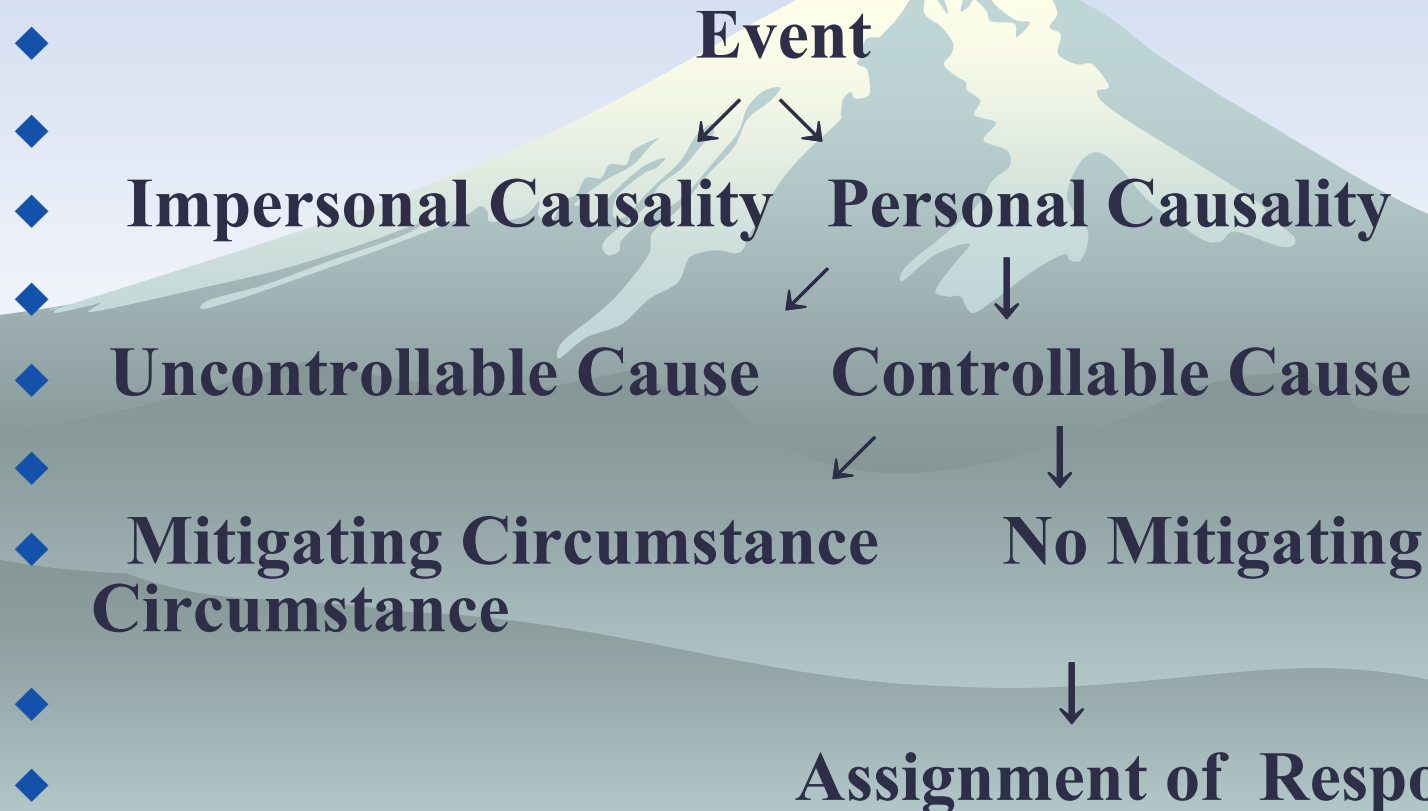 ◆ Event
◆ ↙ ↘
◆ Impersonal Causality Personal Causality
◆ ↙ ↓
◆ Uncontrollable Cause Controllable Cause
◆ ↙ ↓
◆ Mitigating Circumstance No Mitigating
Circumstance
◆ ↓
◆ Assignment of